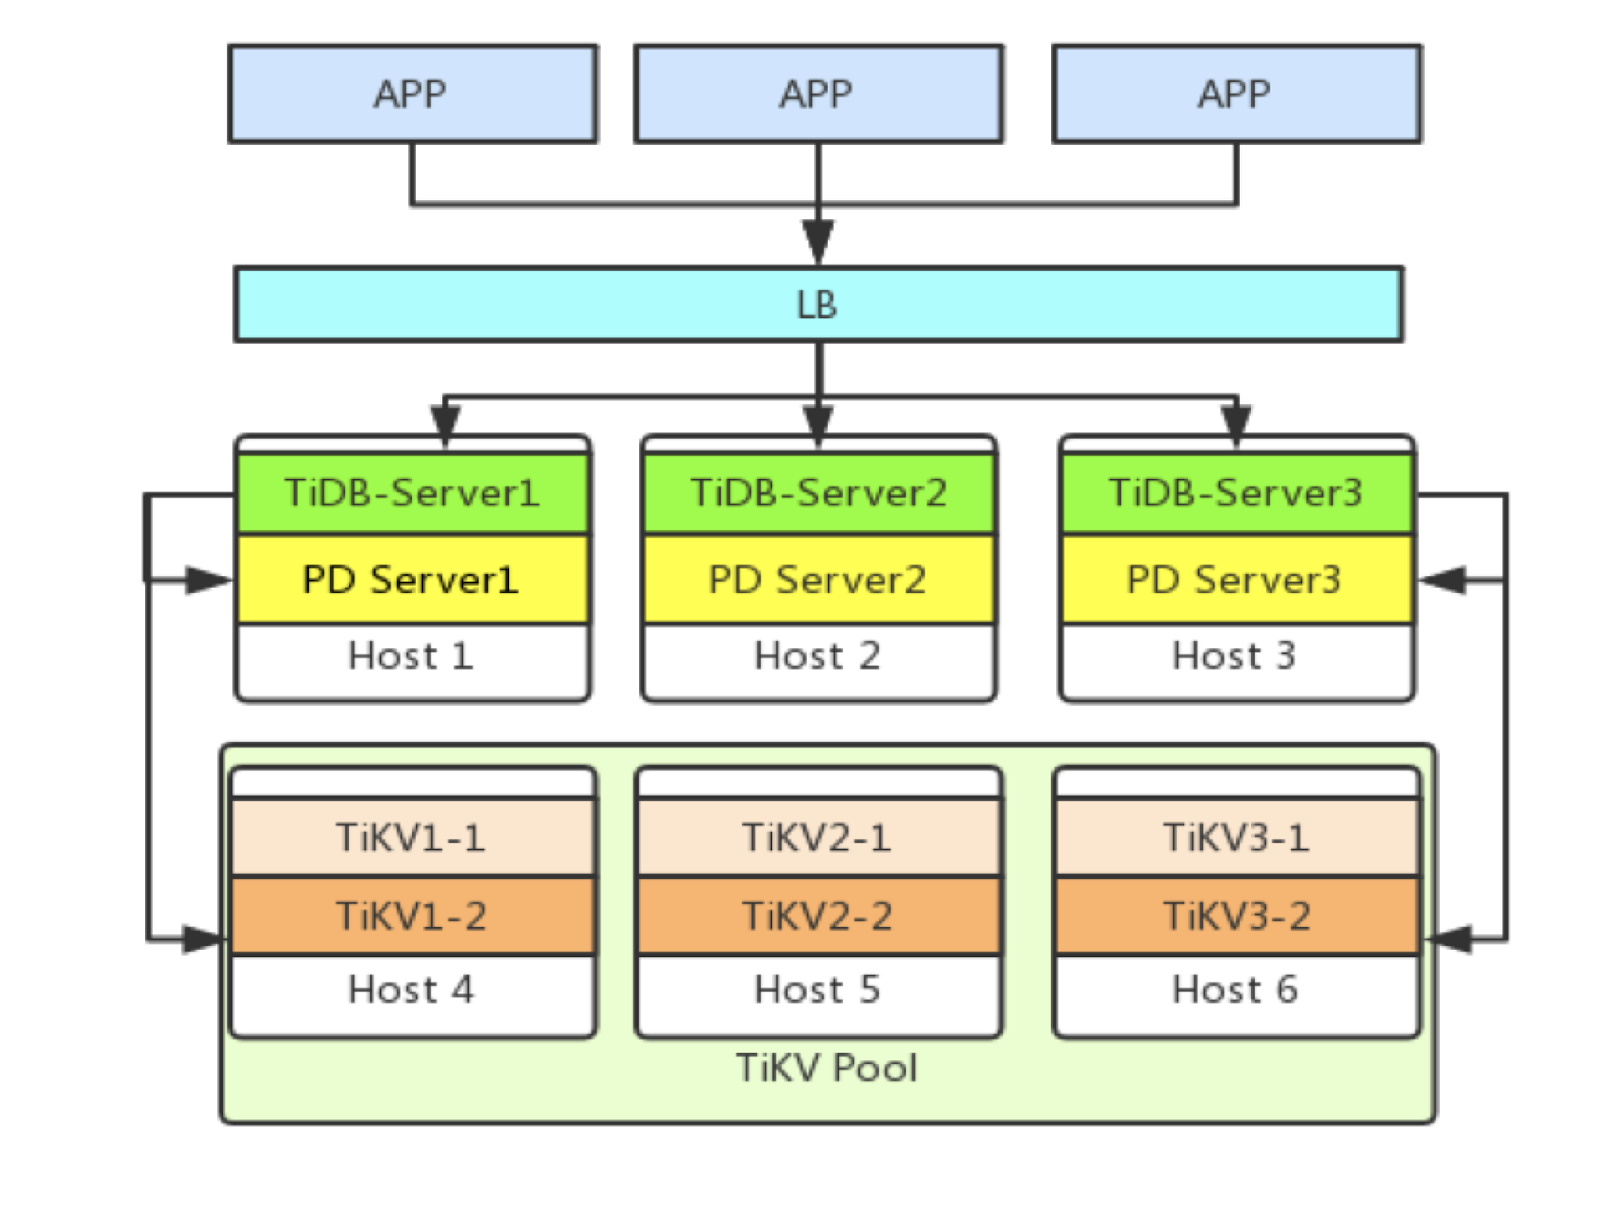 APP
APP
APP
LB
TiDB-Server1
TiDB-Server2
TiDB-Server3
PD Server1
PD Server2
PD Server3
Host 1
Host 2
Host 3
TiKV1-1
TiKV2-1
TiKV3-1
TiKV1-2
TiKV2-2
TiKV3-2
Host 4
Host 5
Host 6
TiKV Pool